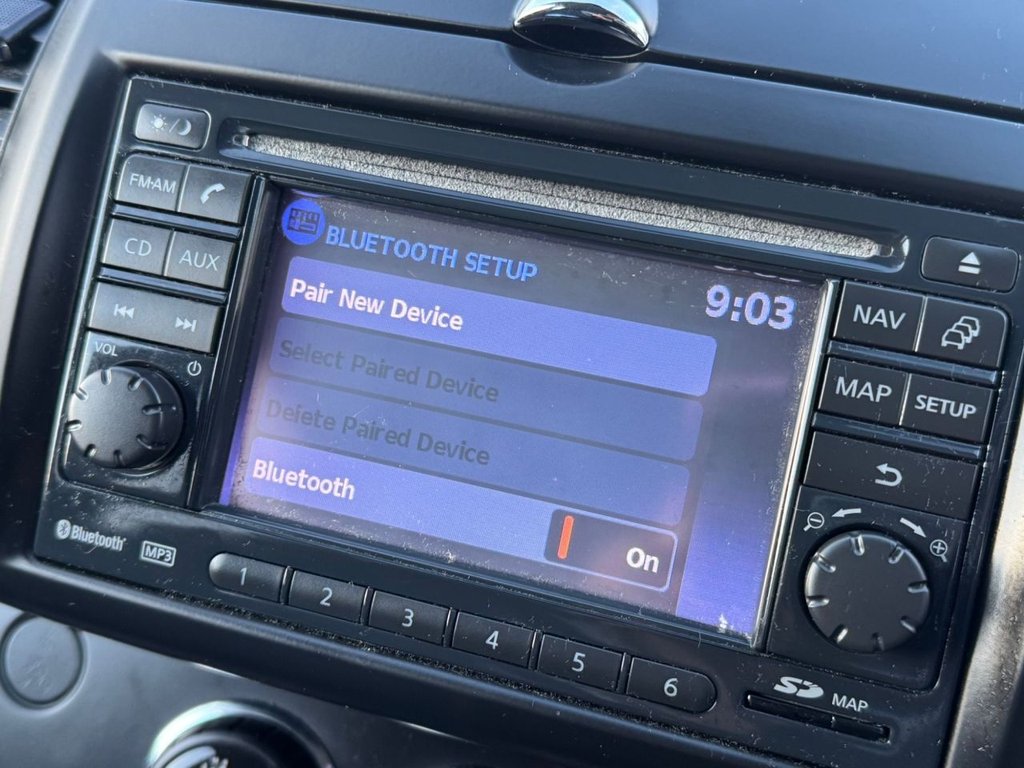 FM·AM
CD
AUX
VOL
BLUETOOTH SETUP
9:03
Pair New Device
Select Paired Device
Delete Paired Device
Bluetooth
On
NAV
MAP
SETUP
Bluetooth
MP3
1
2
3
4
5
6
SD
MAP